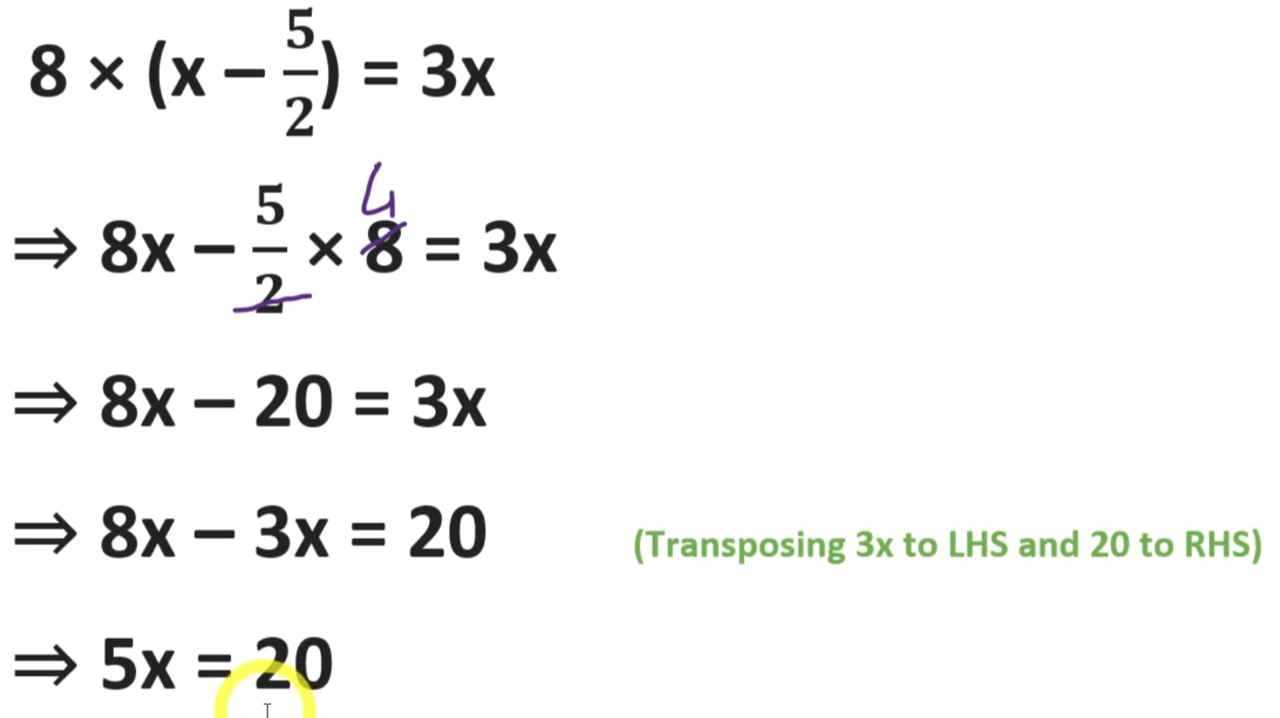 8 × (x – 5/2) = 3x
4
⇒ 8x – 5/2 × 8 = 3x
⇒ 8x – 20 = 3x
⇒ 8x – 3x = 20 (Transposing 3x to LHS and 20 to RHS)
⇒ 5x = 20